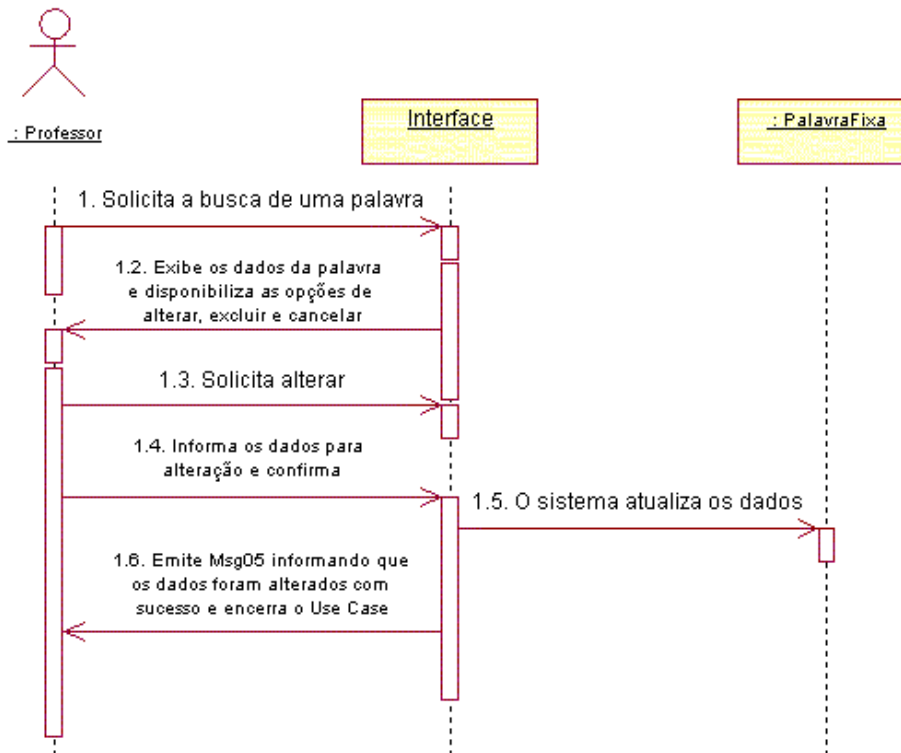 : Professor
Interface
: PalavraFixa
1. Solicita a busca de uma palavra
1.2. Exibe os dados da palavra
e disponibiliza as opções de
alterar, excluir e cancelar
1.3. Solicita alterar
1.4. Informa os dados para
alteração e confirma
1.5. O sistema atualiza os dados
1.6. Emite Msg05 informando que
os dados foram alterados com
sucesso e encerra o Use Case